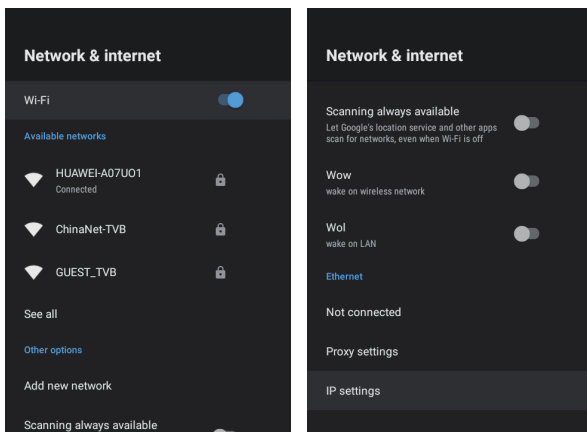 Network & internet
Wi-Fi
Available networks
HUAWEI-A07UO1
Connected
ChinaNet-TVB
GUEST_TVB
See all
Other options
Add new network
Scanning always available
Network & internet
Scanning always available
Let Google's location service and other apps
scan for networks, even when Wi-Fi is off
Wow
wake on wireless network
Wol
wake on LAN
Ethernet
Not connected
Proxy settings
IP settings